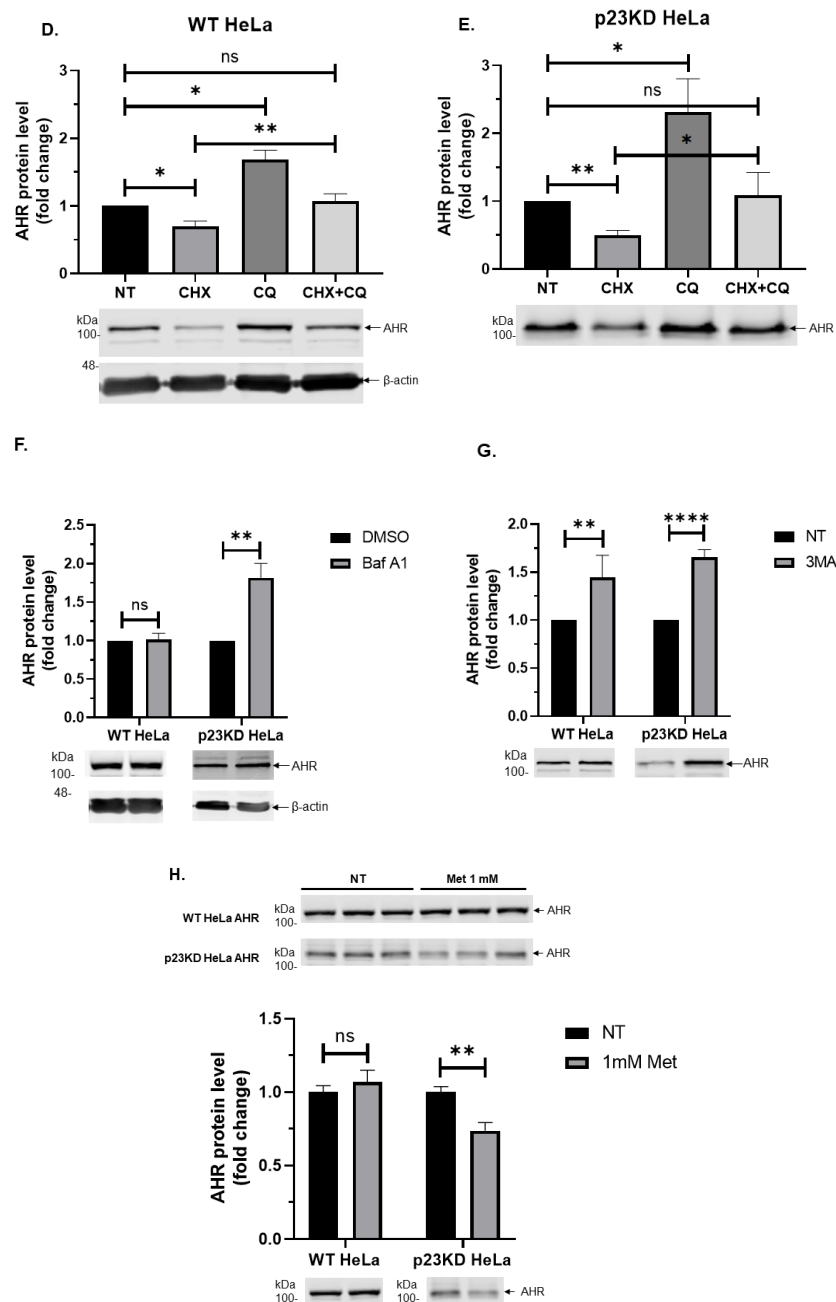 D.
WT HeLa
ns
*
**
*
AHR protein level
(fold change)
3
2
1
0
NT CHX CQ CHX+CQ
kDa
100-
AHR
48-
β-actin
E.
p23KD HeLa
*
ns
*
**
AHR protein level
(fold change)
3
2
1
0
NT CHX CQ CHX+CQ
kDa
100-
AHR
F.
DMSO
Baf A1
ns
**
AHR protein level
(fold change)
2.5
2.0
1.5
1.0
0.5
0.0
WT HeLa p23KD HeLa
kDa
100-
AHR
48-
β-actin
G.
NT
3MA
**
****
AHR protein level
(fold change)
2.0
1.5
1.0
0.5
0.0
WT HeLa p23KD HeLa
kDa
100-
AHR
H.
NT Met 1 mM
WT HeLa AHR
kDa
100-
AHR
p23KD HeLa AHR
kDa
100-
AHR
NT
1mM Met
ns
**
AHR protein level
(fold change)
1.5
1.0
0.5
0.0
WT HeLa p23KD HeLa
kDa
100-
kDa
100-
AHR